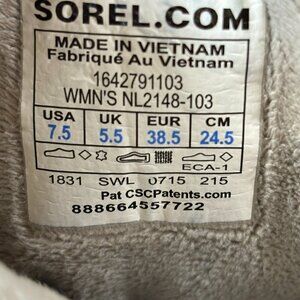 SOREL.COM
MADE IN VIETNAM
Fabriqué Au Vietnam
1642791103
WMN'S NL2148-103
USA UK EUR CM
7.5 5.5 38.5 24.5
ECA-1
1831 SWL 0715 215
Pat CSCPatents.com
888664557722